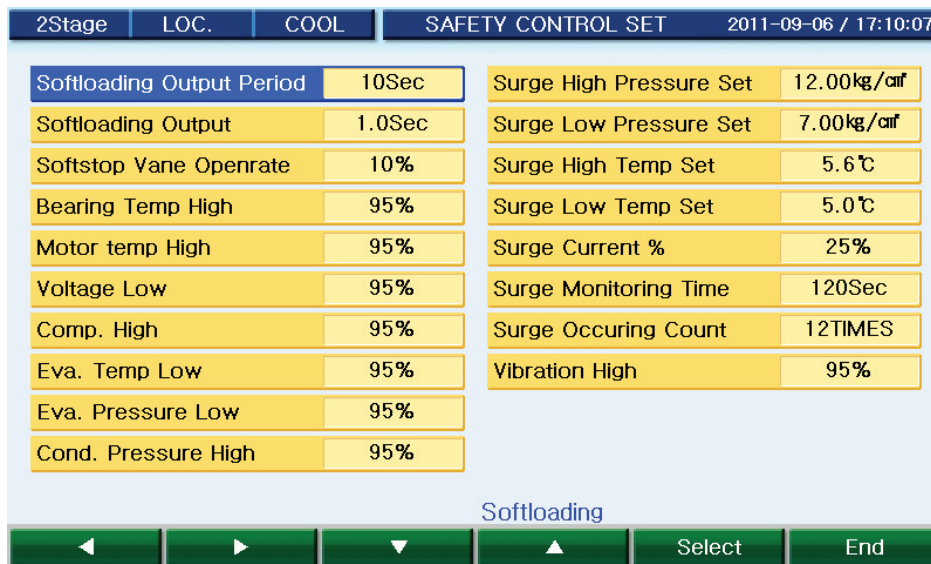 2Stage LOC. COOL SAFETY CONTROL SET 2011-09-06 / 17:10:07
Softloading Output Period 10Sec
Softloading Output 1.0Sec
Softstop Vane Openrate 10%
Bearing Temp High 95%
Motor temp High 95%
Voltage Low 95%
Comp. High 95%
Eva. Temp Low 95%
Eva. Pressure Low 95%
Cond. Pressure High 95%
Surge High Pressure Set 12.00㎏/㎠
Surge Low Pressure Set 7.00㎏/㎠
Surge High Temp Set 5.6℃
Surge Low Temp Set 5.0℃
Surge Current % 25%
Surge Monitoring Time 120Sec
Surge Occuring Count 12TIMES
Vibration High 95%
Softloading
◀ ▶ ▼ ▲ Select End